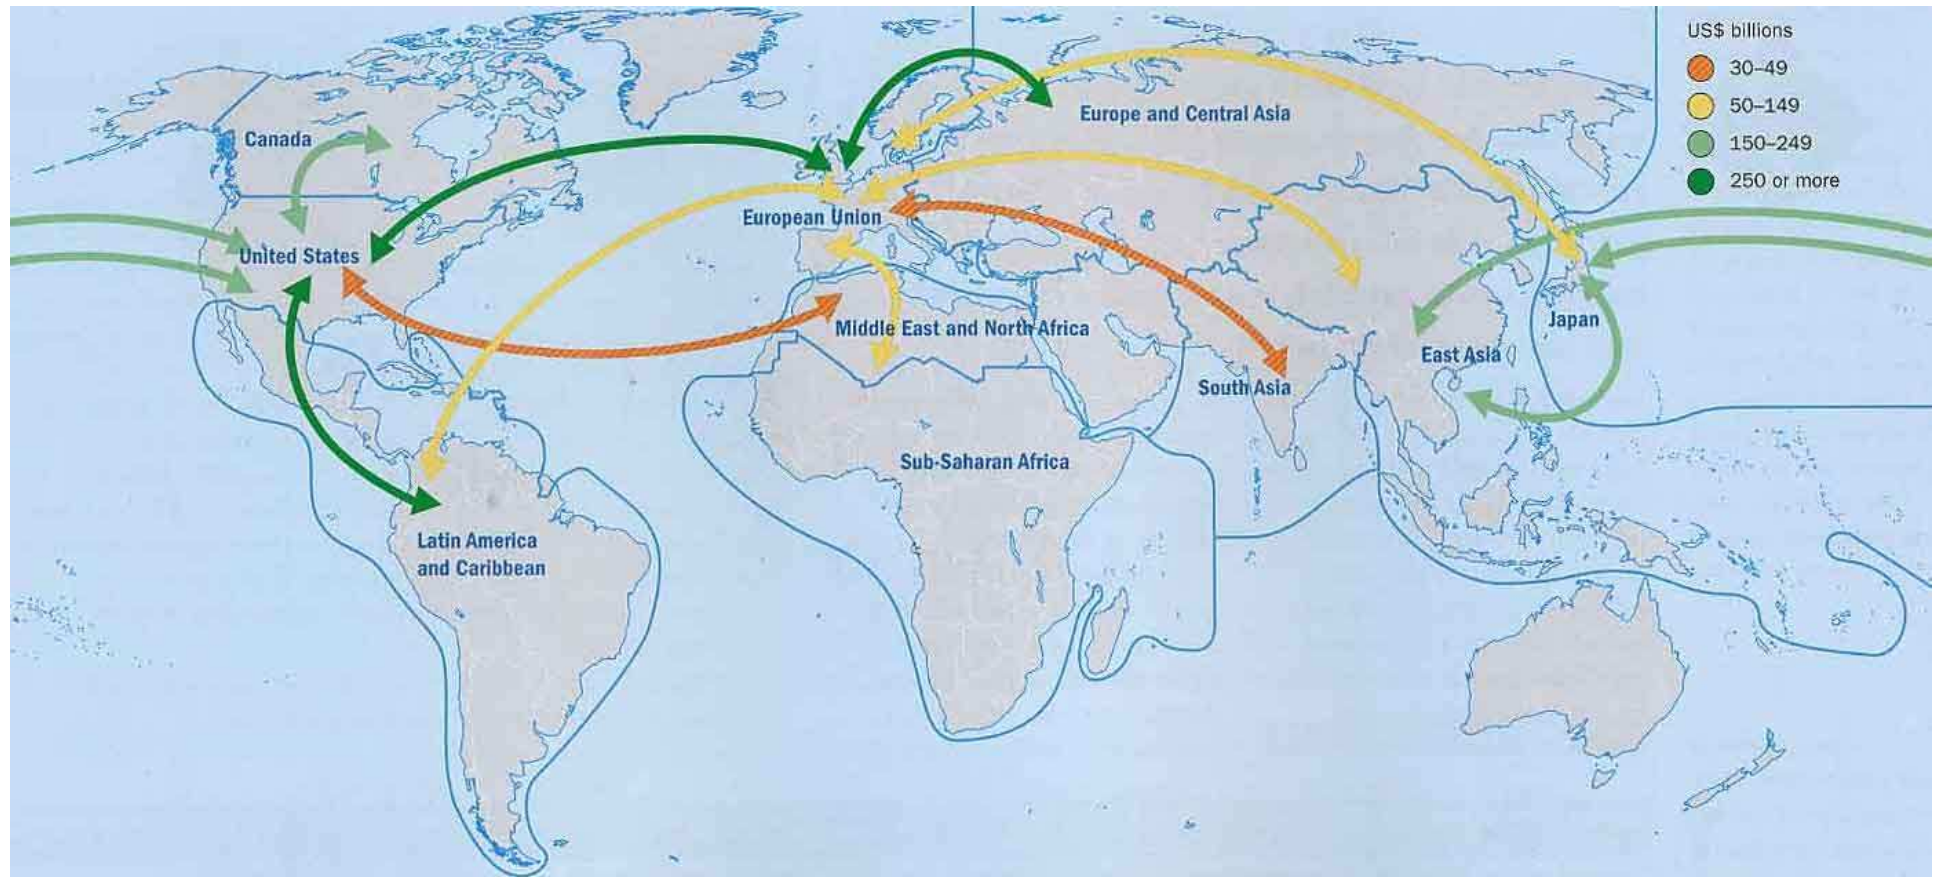 US$ billions
30–49
50–149
150–249
250 or more
Canada
Europe and Central Asia
European Union
United States
Middle East and North Africa
Japan
East Asia
South Asia
Sub-Saharan Africa
Latin America
and Caribbean